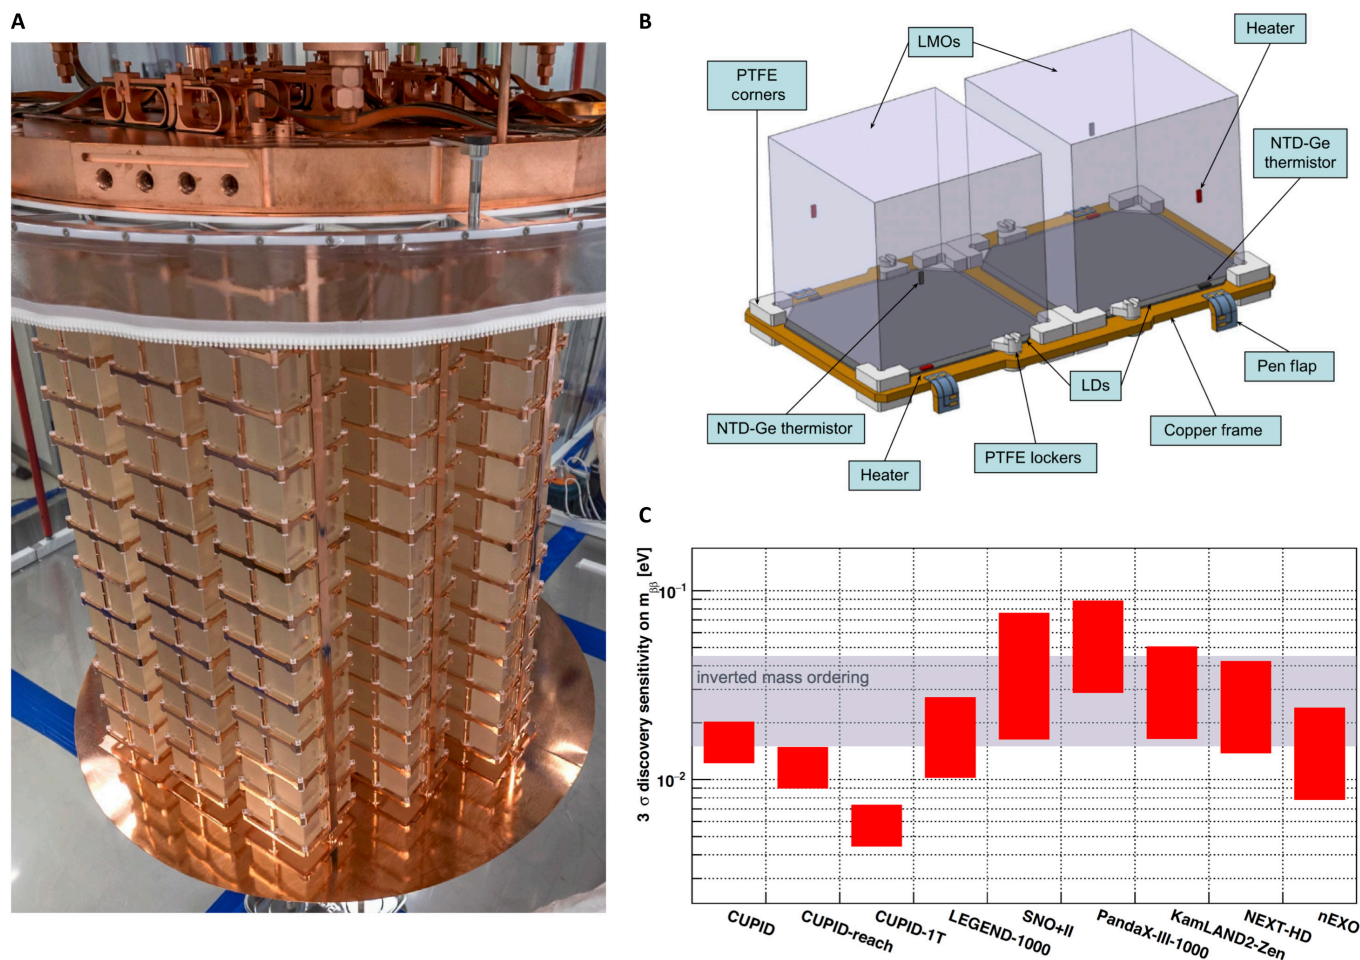 A
B
LMOs
Heater
PTFE
corners
NTD-Ge
thermistor
Pen flap
LDs
NTD-Ge thermistor
Copper frame
PTFE lockers
Heater
C
3 σ discovery sensitivity on mββ [eV]
10−1
inverted mass ordering
10−2
CUPID
CUPID-reach
CUPID-1T
LEGEND-1000
SNO+II
PandaX-III-1000
KamLAND2-Zen
NEXT-HD
nEXO